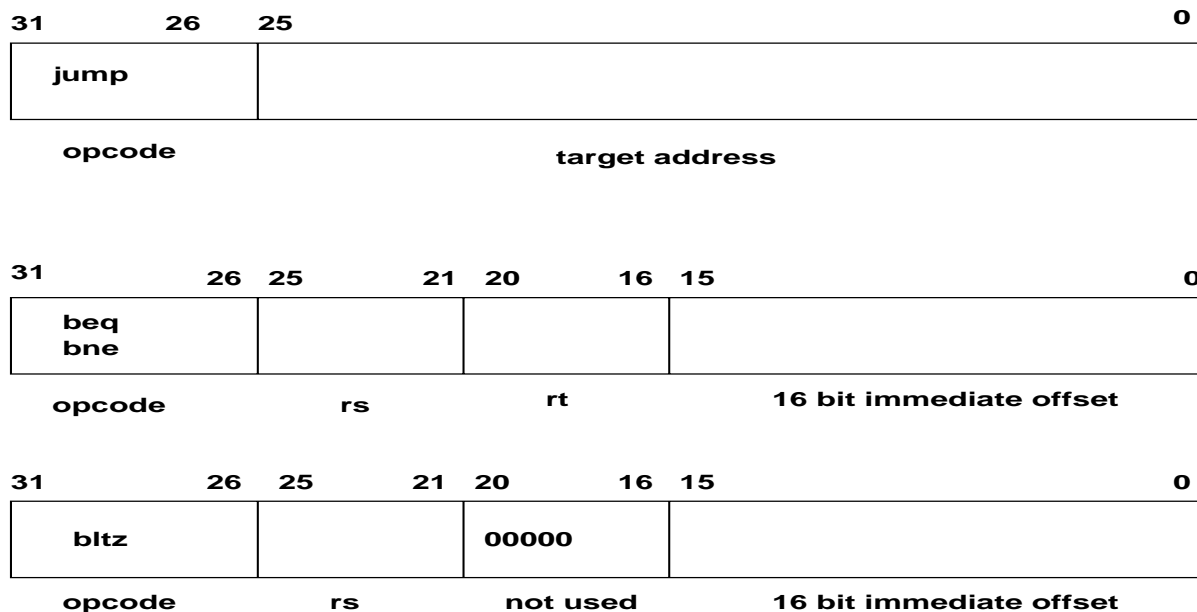 31 26 25 0
jump
opcode target address
31 26 25 21 20 16 15 0
beq
bne
opcode rs rt 16 bit immediate offset
31 26 25 21 20 16 15 0
bltz 00000
opcode rs not used 16 bit immediate offset